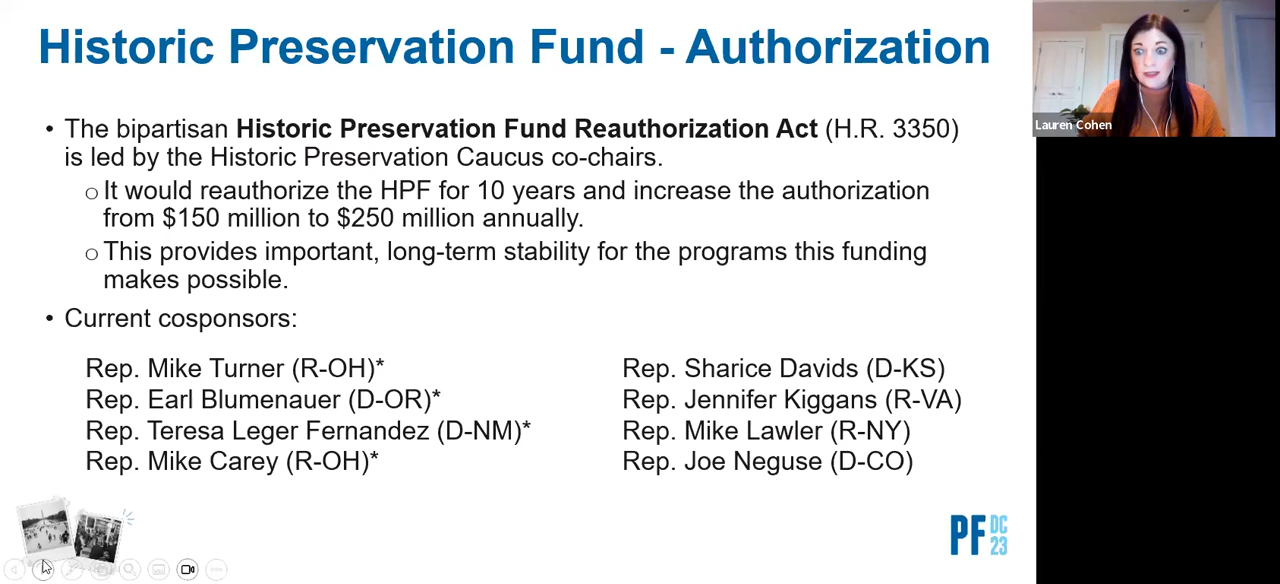 Historic Preservation Fund - Authorization
• The bipartisan Historic Preservation Fund Reauthorization Act (H.R. 3350)
is led by the Historic Preservation Caucus co-chairs.
○ It would reauthorize the HPF for 10 years and increase the authorization
from $150 million to $250 million annually.
○ This provides important, long-term stability for the programs this funding
makes possible.
• Current cosponsors:
Rep. Mike Turner (R-OH)*
Rep. Earl Blumenauer (D-OR)*
Rep. Teresa Leger Fernandez (D-NM)*
Rep. Mike Carey (R-OH)*
Rep. Sharice Davids (D-KS)
Rep. Jennifer Kiggans (R-VA)
Rep. Mike Lawler (R-NY)
Rep. Joe Neguse (D-CO)
PF DC
23
Lauren Cohen